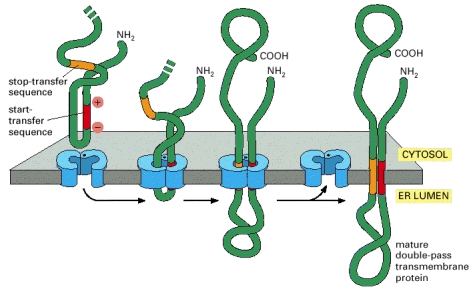 NH2
stop-transfer
sequence
start-
transfer
sequence
+
–
NH2
COOH
NH2
COOH
NH2
CYTOSOL
ER LUMEN
mature
double-pass
transmembrane
protein